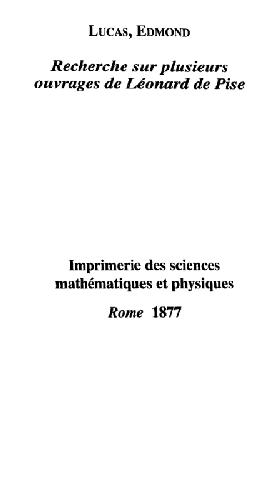 LUCAS, EDMOND
Recherche sur plusieurs
ouvrages de Léonard de Pise
Imprimerie des sciences
mathématiques et physiques
Rome 1877